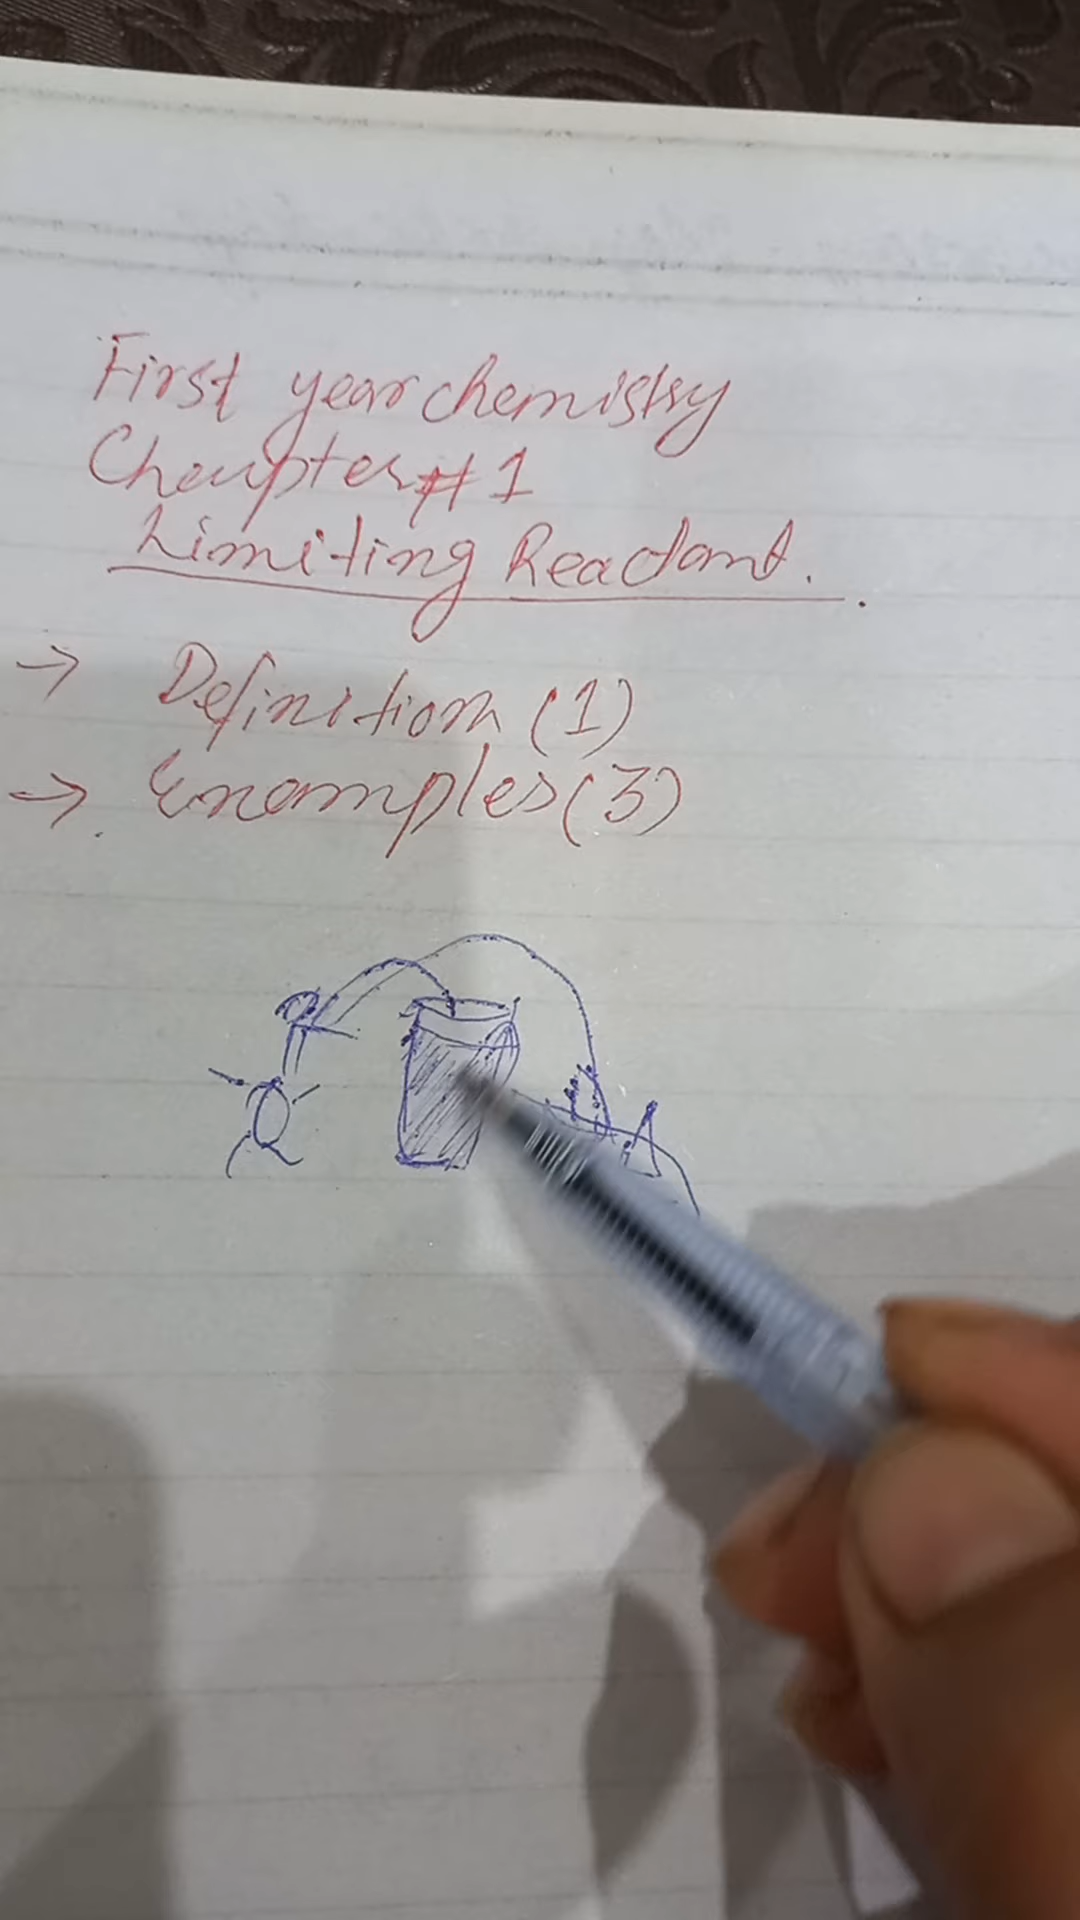 First year chemistry
Chapter # 1
Limiting Reactant.
→ Definition (1)
→ Examples (3)